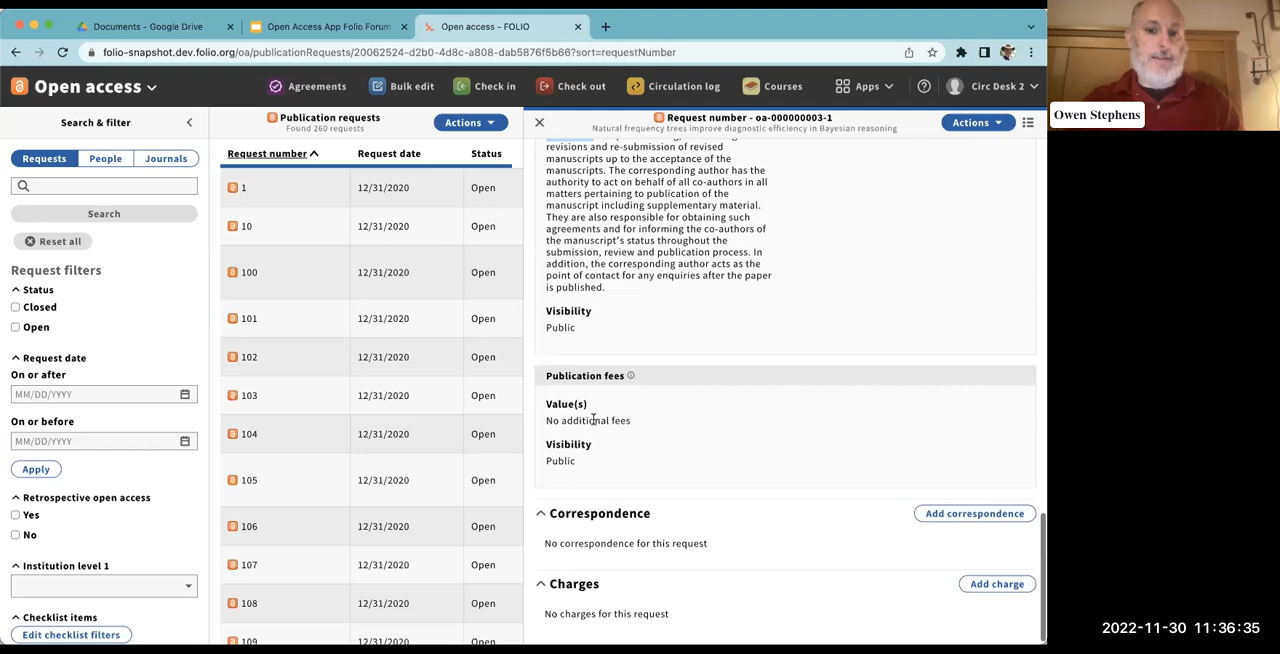 Documents - Google Drive
Open Access App Folio Forum
Open access - FOLIO
folio-snapshot.dev.folio.org/oa/publicationRequests/20062524-d2b0-4d8c-a808-dab5876f5b66?sort=requestNumber
Open access
Agreements
Bulk edit
Check in
Check out
Circulation log
Courses
Apps
Circ Desk 2
Owen Stephens
Search & filter
Requests
People
Journals
Search
Reset all
Request filters
Status
Closed
Open
Request date
On or after
MM/DD/YYYY
On or before
MM/DD/YYYY
Apply
Retrospective open access
Yes
No
Institution level 1
Checklist items
Edit checklist filters
Publication requests
Found 260 requests
Actions
Request number
Request date
Status
1 12/31/2020 Open
10 12/31/2020 Open
100 12/31/2020 Open
101 12/31/2020 Open
102 12/31/2020 Open
103 12/31/2020 Open
104 12/31/2020 Open
105 12/31/2020 Open
106 12/31/2020 Open
107 12/31/2020 Open
108 12/31/2020 Open
109 12/31/2020 Open
Request number - oa-000000003-1
Natural frequency trees improve diagnostic efficiency in Bayesian reasoning
Actions
revisions and re-submission of revised
manuscripts up to the acceptance of the
manuscripts. The corresponding author has the
authority to act on behalf of all co-authors in all
matters pertaining to publication of the
manuscript including supplementary material.
They are also responsible for obtaining such
agreements and for informing the co-authors of
the manuscript's status throughout the
submission, review and publication process. In
addition, the corresponding author acts as the
point of contact for any enquiries after the paper
is published.
Visibility
Public
Publication fees
Value(s)
No additional fees
Visibility
Public
Correspondence
Add correspondence
No correspondence for this request
Charges
Add charge
No charges for this request
2022-11-30 11:36:35